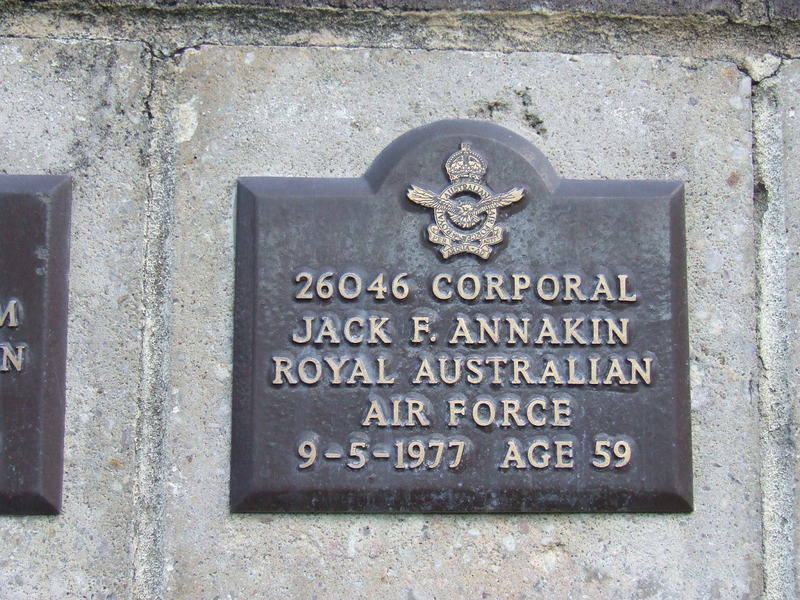 26046 CORPORAL
JACK F. ANNAKIN
ROYAL AUSTRALIAN
AIR FORCE
9-5-1977 AGE 59
M
N